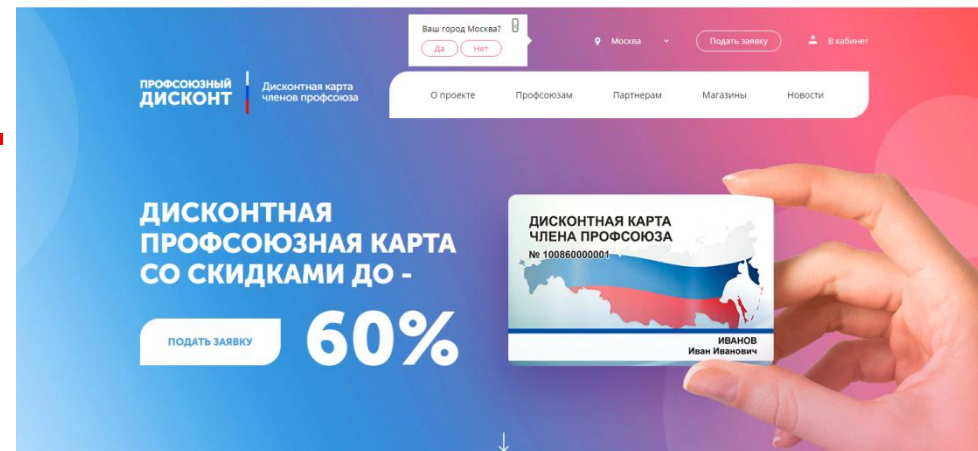 Ваш город Москва?
Да Нет
Москва
Подать заявку
В кабинет
ПРОФСОЮЗНЫЙ
ДИСКОНТ
Дисконтная карта
членов профсоюза
О проекте Профсоюзам Партнерам Магазины Новости
ДИСКОНТНАЯ
ПРОФСОЮЗНАЯ КАРТА
СО СКИДКАМИ ДО -
ПОДАТЬ ЗАЯВКУ
60%
ДИСКОНТНАЯ КАРТА
ЧЛЕНА ПРОФСОЮЗА
№ 100860000001
ИВАНОВ
Иван Иванович